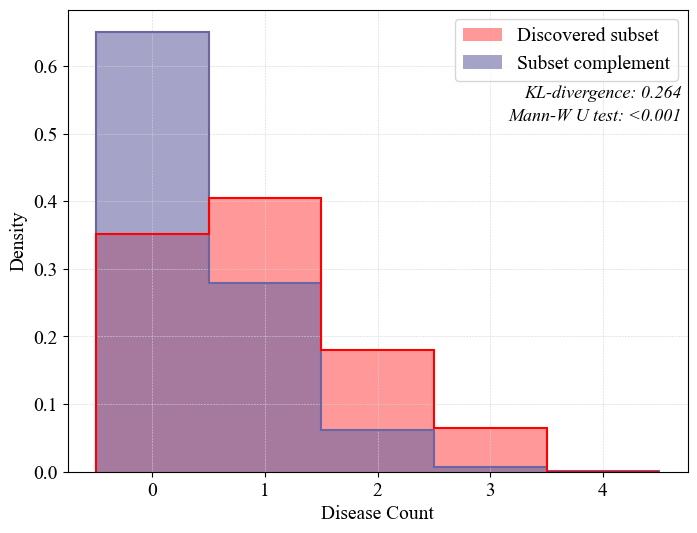 Discovered subset
Subset complement
KL-divergence: 0.264
Mann-W U test: <0.001
Density
0.6
0.5
0.4
0.3
0.2
0.1
0.0
0 1 2 3 4
Disease Count